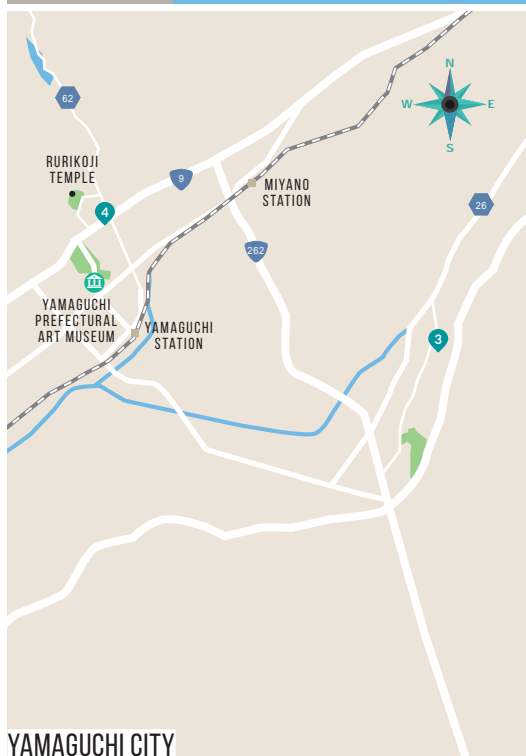 N
W
E
S
62
RURIKOJI
TEMPLE
9
MIYANO
STATION
4
26
262
YAMAGUCHI
PREFECTURAL
ART MUSEUM
YAMAGUCHI
STATION
3
YAMAGUCHI CITY